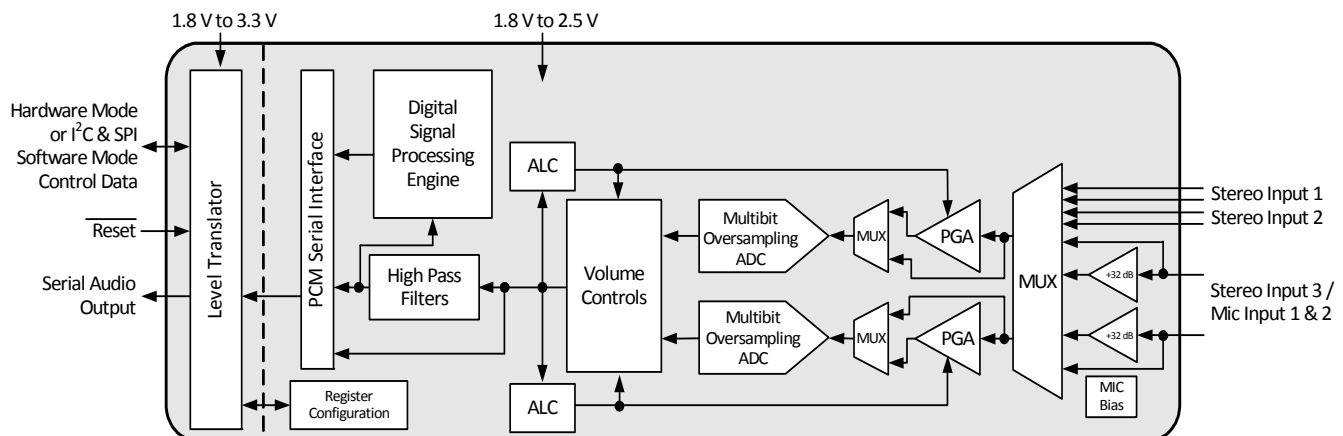 1.8 V to 3.3 V
1.8 V to 2.5 V
Hardware Mode
or I²C & SPI
Software Mode
Control Data
Reset
Serial Audio
Output
Level Translator
PCM Serial Interface
Digital
Signal
Processing
Engine
High Pass
Filters
Register
Configuration
ALC
Volume
Controls
ALC
Multibit
Oversampling
ADC
Multibit
Oversampling
ADC
MUX
MUX
PGA
PGA
MUX
+32 dB
+32 dB
MIC
Bias
Stereo Input 1
Stereo Input 2
Stereo Input 3 /
Mic Input 1 & 2